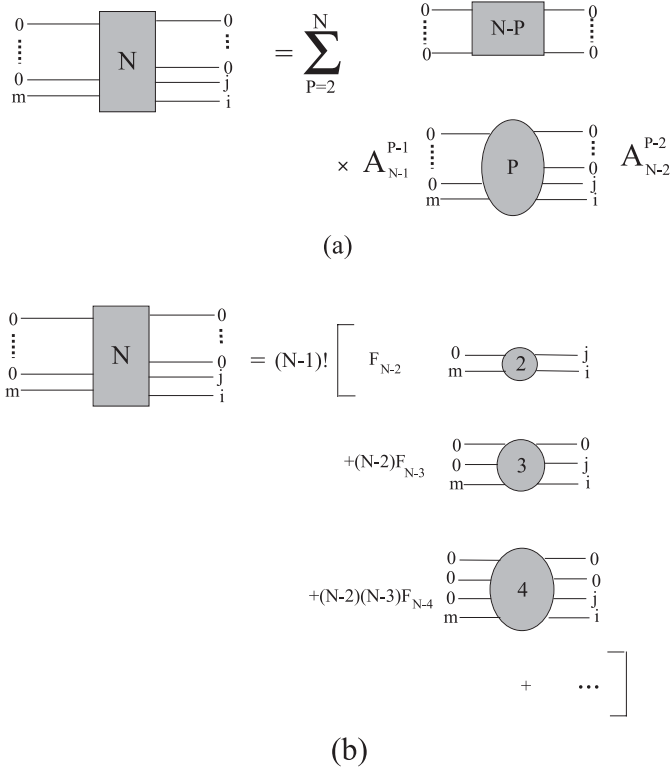 0 0
N
0 0
m j
i
= ∑ N P=2
0 N-P 0
0 0
× A N-1 P-1
0 P 0
0 0
m j
i
A N-2 P-2
(a)
0 0
N
0 0
m j
i
= (N-1)! [ F N-2
0 2 j
m i
+(N-2)F N-3
0 0
0 3 j
m i
+(N-2)(N-3)F N-4
0 0
0 0
0 4 j
m i
+ ... ]
(b)